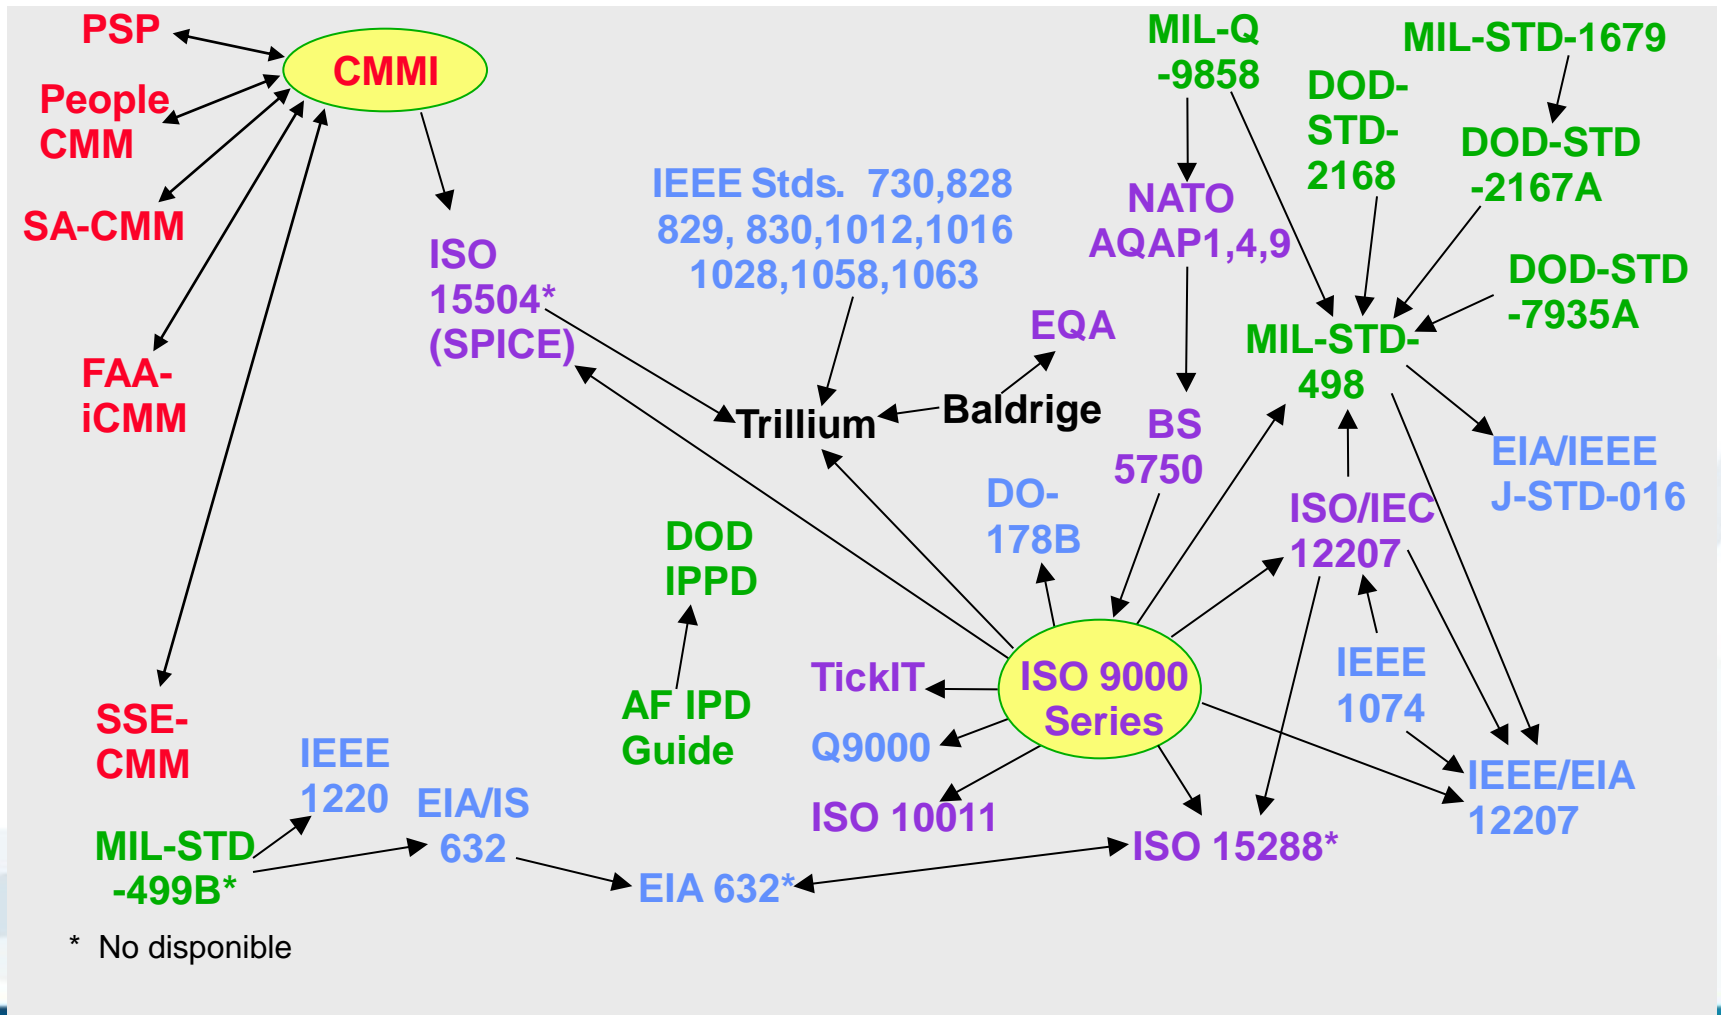 PSP
CMMI
People
CMM
SA-CMM
FAA-
iCMM
SSE-
CMM
ISO
15504*
(SPICE)
IEEE Stds.  730,828
829, 830,1012,1016
1028,1058,1063
MIL-Q
-9858
MIL-STD-1679
DOD-
STD-
2168
DOD-STD
-2167A
NATO
AQAP1,4,9
DOD-STD
-7935A
EQA
MIL-STD-
498
Trillium
Baldrige
BS
5750
EIA/IEEE
J-STD-016
DO-
178B
ISO/IEC
12207
DOD
IPPD
AF IPD
Guide
TickIT
ISO 9000
Series
Q9000
ISO 10011
IEEE
1074
IEEE/EIA
12207
IEEE
1220
EIA/IS
632
MIL-STD
-499B*
EIA 632*
ISO 15288*
* No disponible